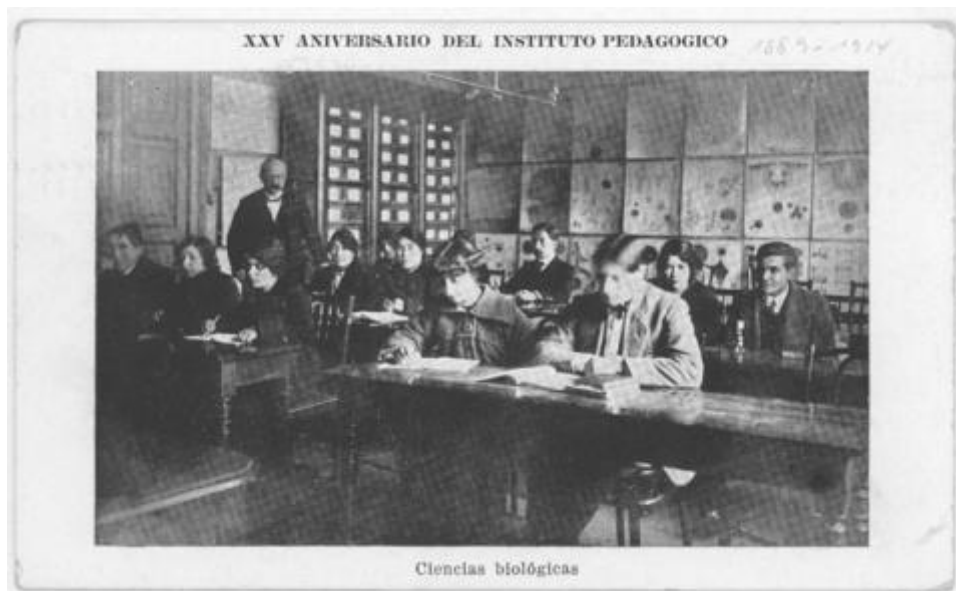 XXV ANIVERSARIO DEL INSTITUTO PEDAGOGICO
1889-1914
Ciencias biológicas